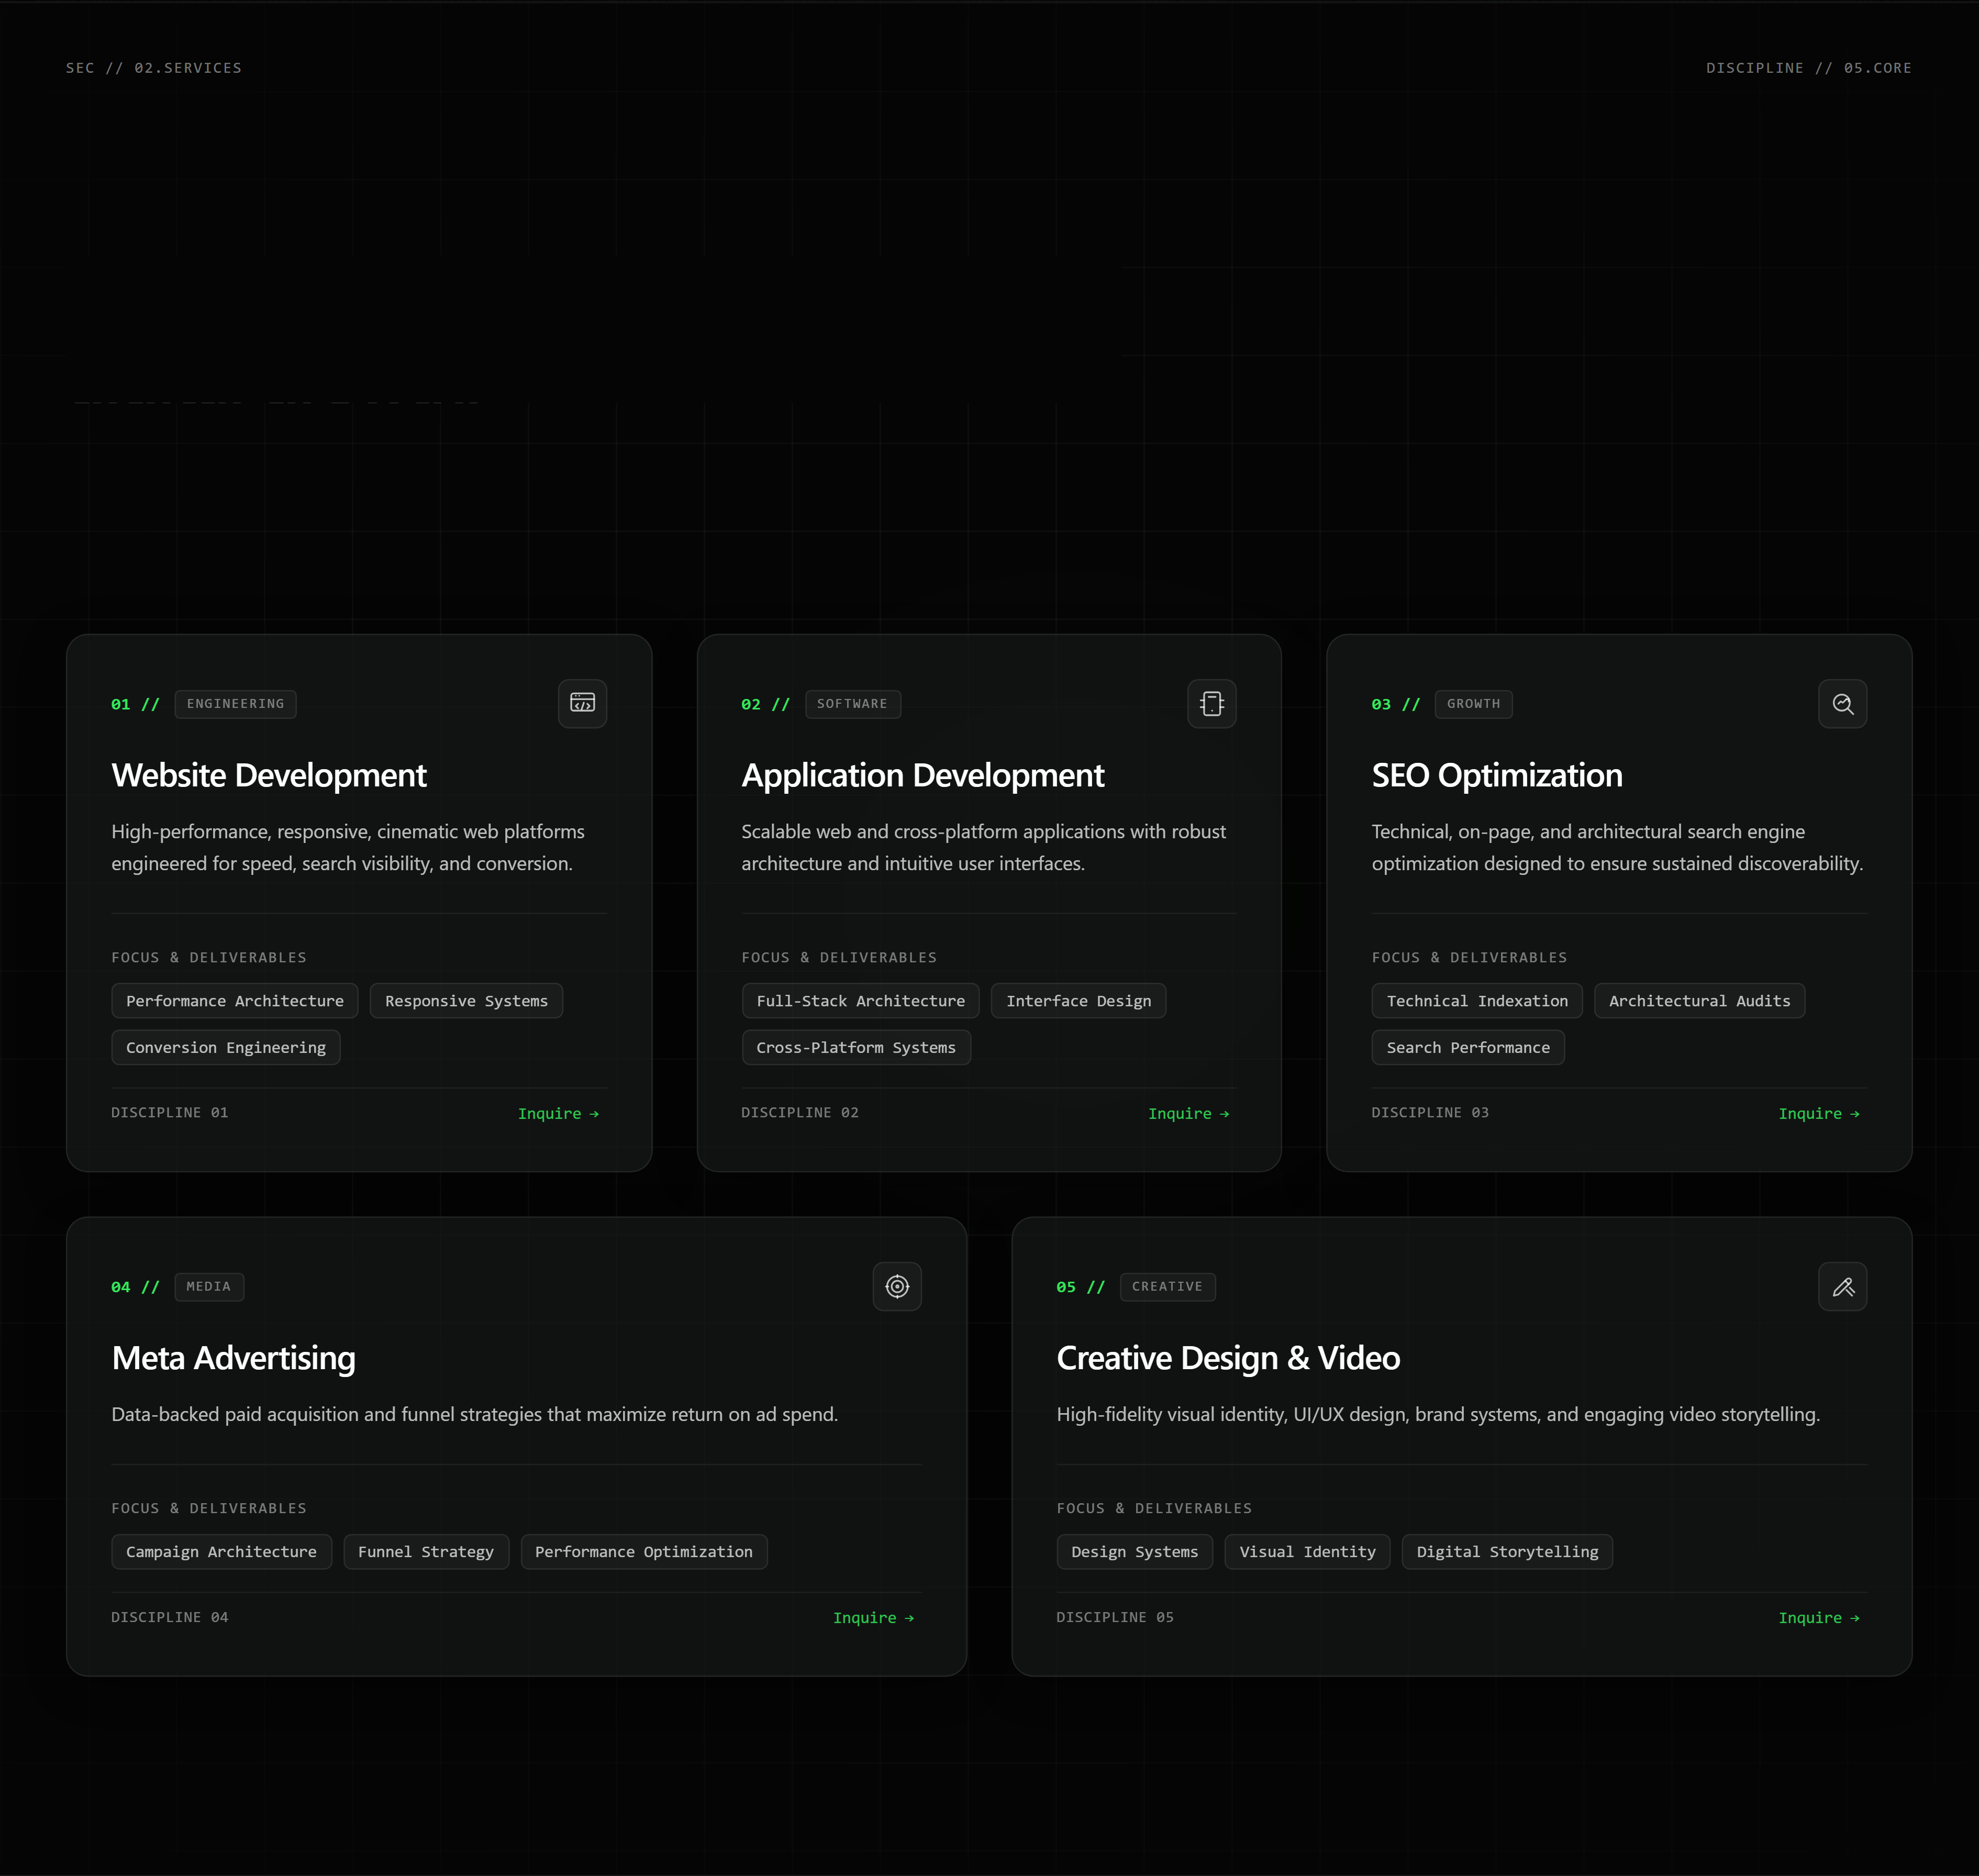 SEC // 02.SERVICES
DISCIPLINE // 05.CORE
01 //
ENGINEERING
Website Development
High-performance, responsive, cinematic web platforms
engineered for speed, search visibility, and conversion.
FOCUS & DELIVERABLES
Performance Architecture
Responsive Systems
Conversion Engineering
DISCIPLINE 01
Inquire →
02 //
SOFTWARE
Application Development
Scalable web and cross-platform applications with robust
architecture and intuitive user interfaces.
FOCUS & DELIVERABLES
Full-Stack Architecture
Interface Design
Cross-Platform Systems
DISCIPLINE 02
Inquire →
03 //
GROWTH
SEO Optimization
Technical, on-page, and architectural search engine
optimization designed to ensure sustained discoverability.
FOCUS & DELIVERABLES
Technical Indexation
Architectural Audits
Search Performance
DISCIPLINE 03
Inquire →
04 //
MEDIA
Meta Advertising
Data-backed paid acquisition and funnel strategies that maximize return on ad spend.
FOCUS & DELIVERABLES
Campaign Architecture
Funnel Strategy
Performance Optimization
DISCIPLINE 04
Inquire →
05 //
CREATIVE
Creative Design & Video
High-fidelity visual identity, UI/UX design, brand systems, and engaging video storytelling.
FOCUS & DELIVERABLES
Design Systems
Visual Identity
Digital Storytelling
DISCIPLINE 05
Inquire →